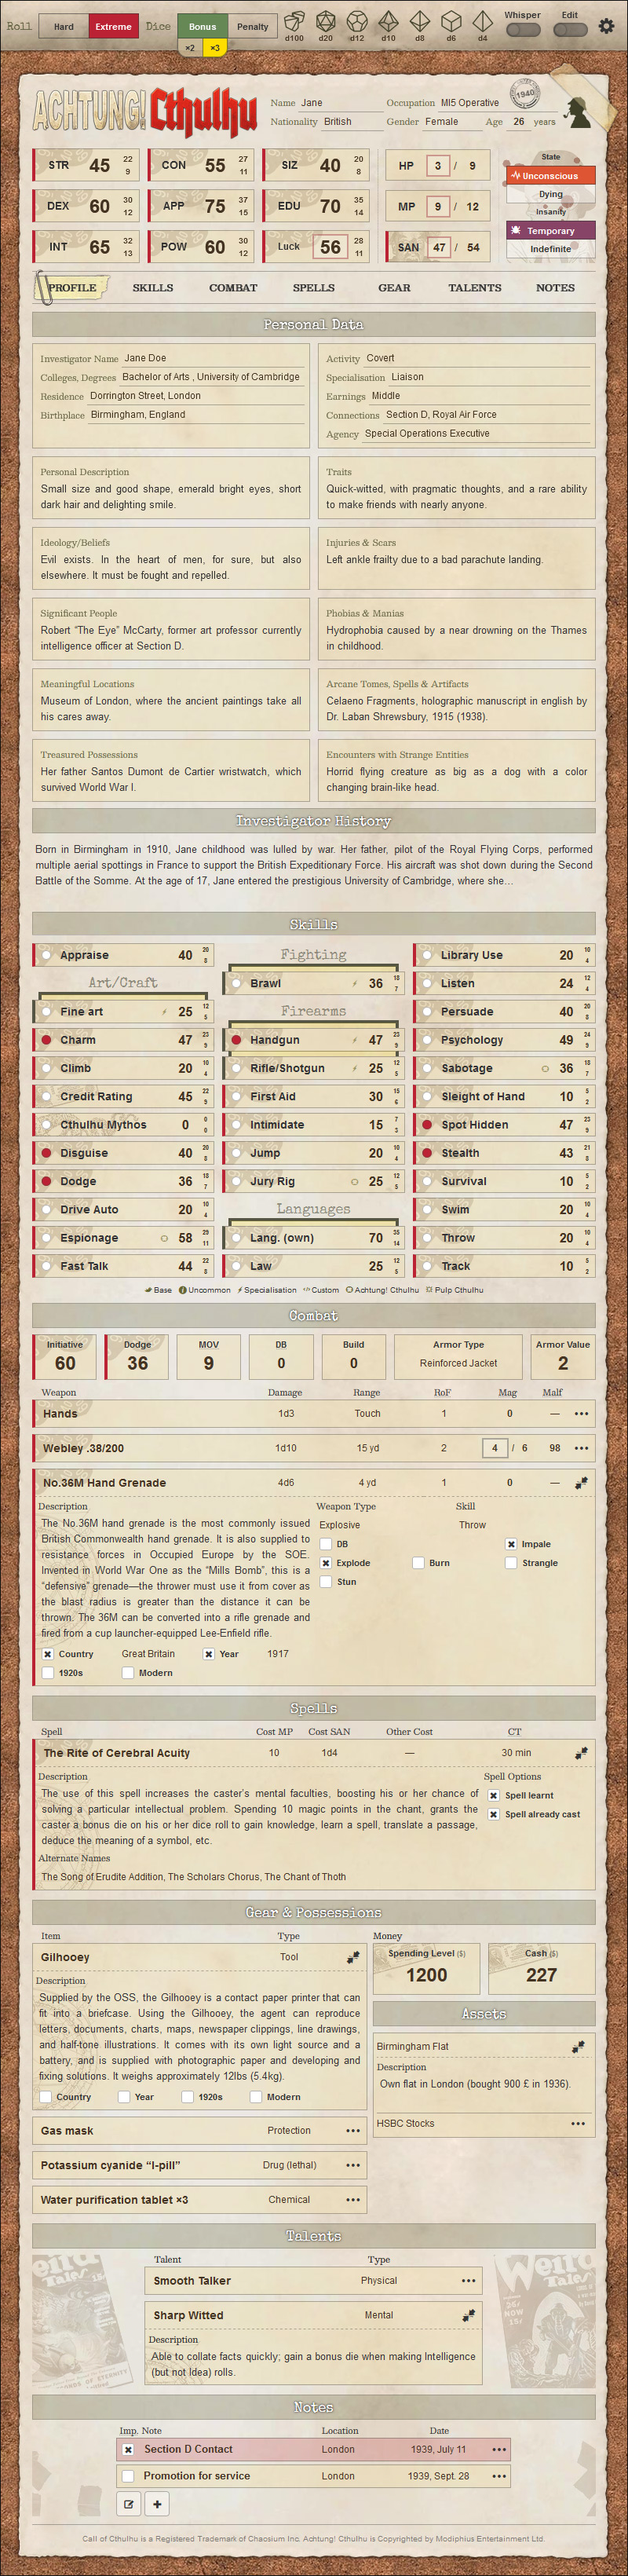 Roll Hard Extreme Dice Bonus Penalty Whisper Edit
×2 ×3 d100 d20 d12 d10 d8 d6 d4
1940
ACHTUNG! Cthulhu
Name Jane Occupation MI5 Operative
Nationality British Gender Female Age 26 years
STR 45 22 9 CON 55 27 11 SIZ 40 20 8 HP 3 / 9
DEX 60 30 12 APP 75 37 15 EDU 70 35 14 MP 9 / 12
INT 65 32 13 POW 60 30 12 Luck 56 28 11 SAN 47 / 54
State
Unconscious
Dying
Insanity
Temporary
Indefinite
PROFILE SKILLS COMBAT SPELLS GEAR TALENTS NOTES
Personal Data
Investigator Name Jane Doe
Colleges, Degrees Bachelor of Arts , University of Cambridge
Residence Dorrington Street, London
Birthplace Birmingham, England
Activity Covert
Specialisation Liaison
Earnings Middle
Connections Section D, Royal Air Force
Agency Special Operations Executive
Personal Description
Small size and good shape, emerald bright eyes, short
dark hair and delighting smile.
Traits
Quick-witted, with pragmatic thoughts, and a rare ability
to make friends with nearly anyone.
Ideology/Beliefs
Evil exists. In the heart of men, for sure, but also
elsewhere. It must be fought and repelled.
Injuries & Scars
Left ankle frailty due to a bad parachute landing.
Significant People
Robert “The Eye” McCarty, former art professor currently
intelligence officer at Section D.
Phobias & Manias
Hydrophobia caused by a near drowning on the Thames
in childhood.
Meaningful Locations
Museum of London, where the ancient paintings take all
his cares away.
Arcane Tomes, Spells & Artifacts
Celaeno Fragments, holographic manuscript in english by
Dr. Laban Shrewsbury, 1915 (1938).
Treasured Possessions
Her father Santos Dumont de Cartier wristwatch, which
survived World War I.
Encounters with Strange Entities
Horrid flying creature as big as a dog with a color
changing brain-like head.
Investigator History
Born in Birmingham in 1910, Jane childhood was lulled by war. Her father, pilot of the Royal Flying Corps, performed
multiple aerial spottings in France to support the British Expeditionary Force. His aircraft was shot down during the Second
Battle of the Somme. At the age of 17, Jane entered the prestigious University of Cambridge, where she…
Skills
Appraise 40 20 8
Art/Craft
Fine art 25 12 5
Charm 47 23 9
Climb 20 10 4
Credit Rating 45 22 9
Cthulhu Mythos 0 0 0
Disguise 40 20 8
Dodge 36 18 7
Drive Auto 20 10 4
Espionage 58 29 11
Fast Talk 44 22 8
Fighting
Brawl 36 18 7
Firearms
Handgun 47 23 9
Rifle/Shotgun 25 12 5
First Aid 30 15 6
Intimidate 15 7 3
Jump 20 10 4
Jury Rig 25 12 5
Languages
Lang. (own) 70 35 14
Law 25 12 5
Library Use 20 10 4
Listen 24 12 4
Persuade 40 20 8
Psychology 49 24 9
Sabotage 36 18 7
Sleight of Hand 10 5 2
Spot Hidden 47 23 9
Stealth 43 21 8
Survival 10 5 2
Swim 20 10 4
Throw 20 10 4
Track 10 5 2
Base Uncommon Specialisation Custom Achtung! Cthulhu Pulp Cthulhu
Combat
Initiative Dodge MOV DB Build Armor Type Armor Value
60 36 9 0 0 Reinforced Jacket 2
Weapon Damage Range RoF Mag Malf
Hands 1d3 Touch 1 0 —
Webley .38/200 1d10 15 yd 2 4 / 6 98
No.36M Hand Grenade 4d6 4 yd 1 0 —
Description
The No.36M hand grenade is the most commonly issued
British Commonwealth hand grenade. It is also supplied to
resistance forces in Occupied Europe by the SOE.
Invented in World War One as the “Mills Bomb”, this is a
“defensive” grenade—the thrower must use it from cover as
the blast radius is greater than the distance it can be
thrown. The 36M can be converted into a rifle grenade and
fired from a cup launcher-equipped Lee-Enfield rifle.
Country Great Britain Year 1917
1920s Modern
Weapon Type Skill
Explosive Throw
DB Impale
Explode Burn Strangle
Stun
Spells
Spell Cost MP Cost SAN Other Cost CT
The Rite of Cerebral Acuity 10 1d4 — 30 min
Description
The use of this spell increases the caster’s mental faculties, boosting his or her chance of
solving a particular intellectual problem. Spending 10 magic points in the chant, grants the
caster a bonus die on his or her dice roll to gain knowledge, learn a spell, translate a passage,
deduce the meaning of a symbol, etc.
Spell Options
Spell learnt
Spell already cast
Alternate Names
The Song of Erudite Addition, The Scholars Chorus, The Chant of Thoth
Gear & Possessions
Item Type
Gilhooey Tool
Description
Supplied by the OSS, the Gilhooey is a contact paper printer that can
fit into a briefcase. Using the Gilhooey, the agent can reproduce
letters, documents, charts, maps, newspaper clippings, line drawings,
and half-tone illustrations. It comes with its own light source and a
battery, and is supplied with photographic paper and developing and
fixing solutions. It weighs approximately 12lbs (5.4kg).
Country Year 1920s Modern
Gas mask Protection
Potassium cyanide “l-pill” Drug (lethal)
Water purification tablet ×3 Chemical
Money
Spending Level ($) Cash ($)
1200 227
Assets
Birmingham Flat
Description
Own flat in London (bought 900 £ in 1936).
HSBC Stocks
Talents
Talent Type
Smooth Talker Physical
Sharp Witted Mental
Description
Able to collate facts quickly; gain a bonus die when making Intelligence
(but not Idea) rolls.
Weird Tales
Notes
Imp. Note Location Date
Section D Contact London 1939, July 11
Promotion for service London 1939, Sept. 28
Call of Cthulhu is a Registered Trademark of Chaosium Inc. Achtung! Cthulhu is Copyrighted by Modiphius Entertainment Ltd.